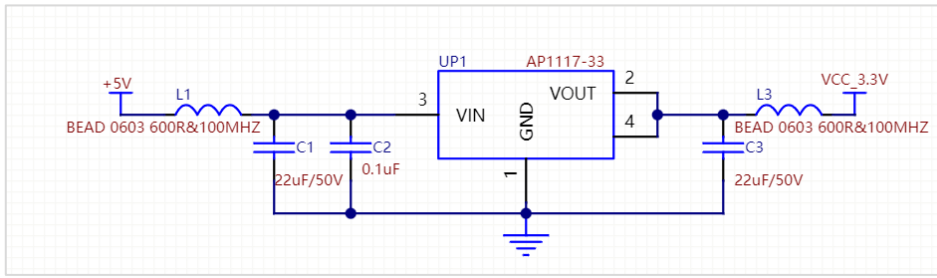 UP1
AP1117-33
+5V
L1
BEAD 0603 600R&100MHZ
3
VIN
GND
VOUT
2
4
1
L3
VCC_3.3V
BEAD 0603 600R&100MHZ
C1
22uF/50V
C2
0.1uF
C3
22uF/50V